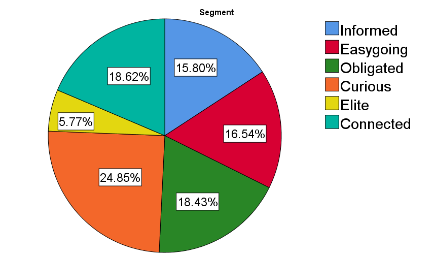 Segment
Informed
Easygoing
Obligated
Curious
Elite
Connected
15.80%
16.54%
18.43%
24.85%
5.77%
18.62%